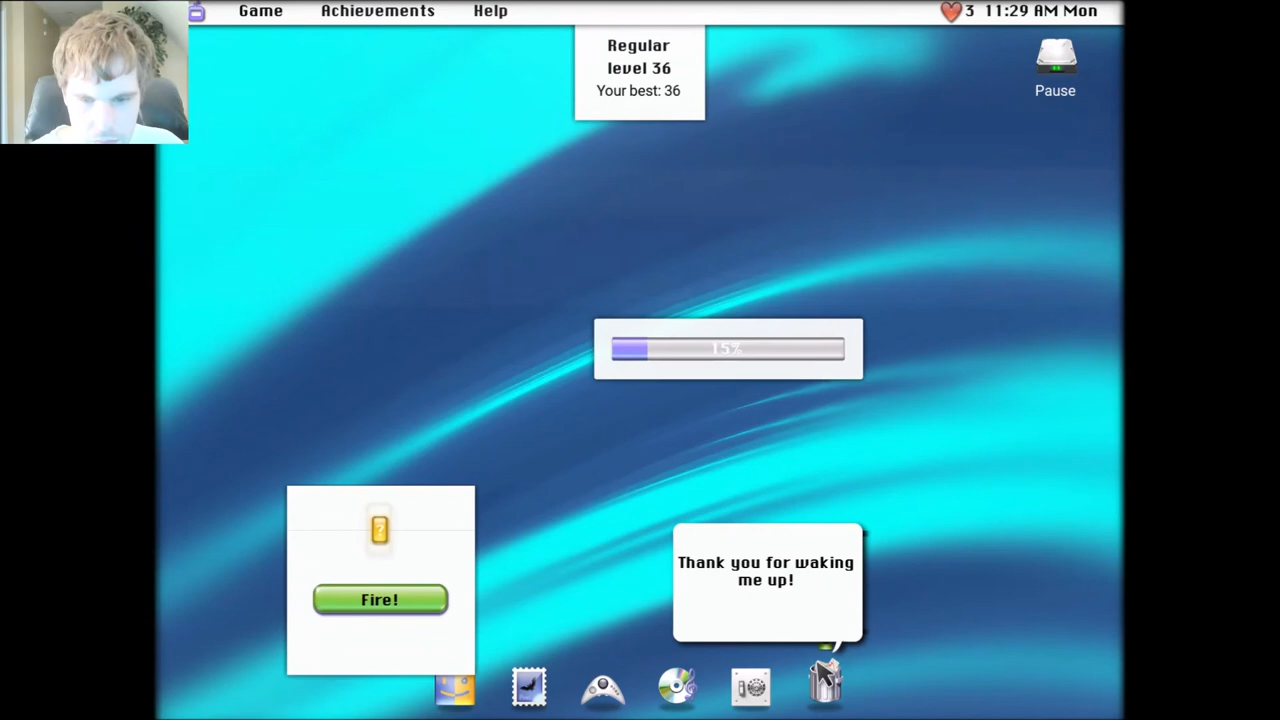 Game Achievements Help 3 11:29 AM Mon
Regular
level 36
Your best: 36
Pause
15%
?
Fire!
Thank you for waking
me up!